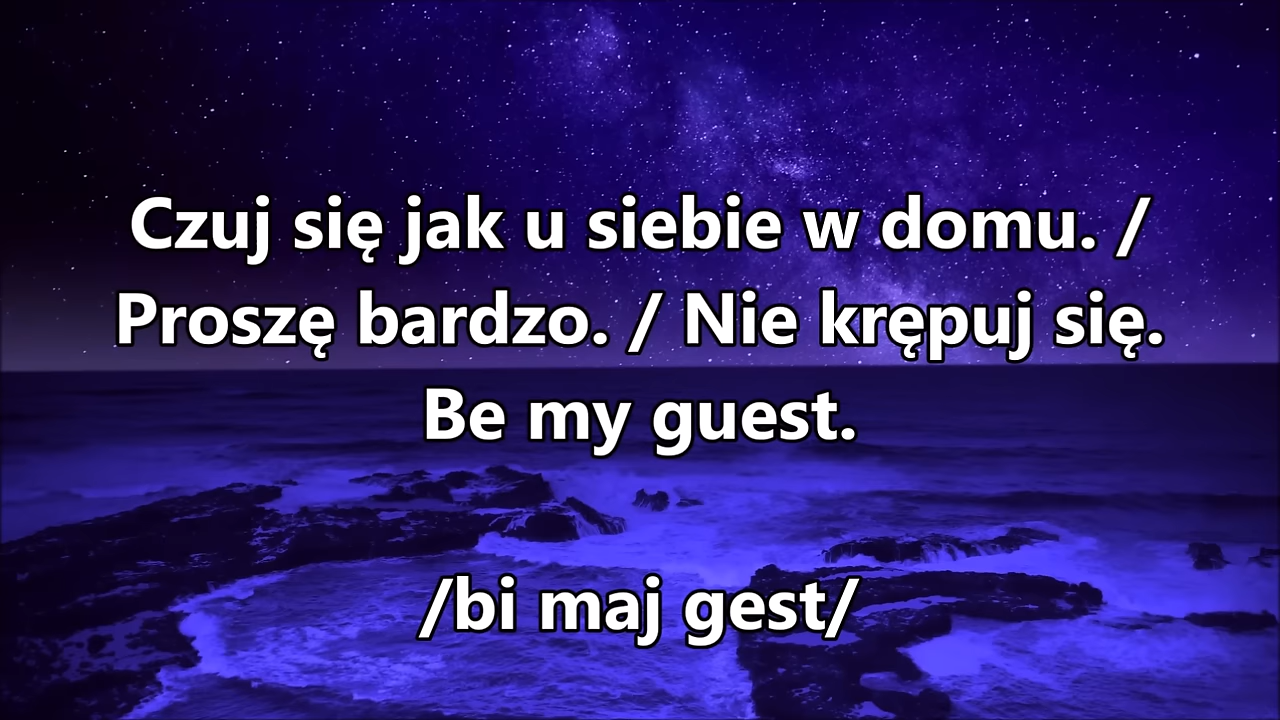 Czuj się jak u siebie w domu. /
Proszę bardzo. / Nie krępuj się.
Be my guest.
/bi maj gest/